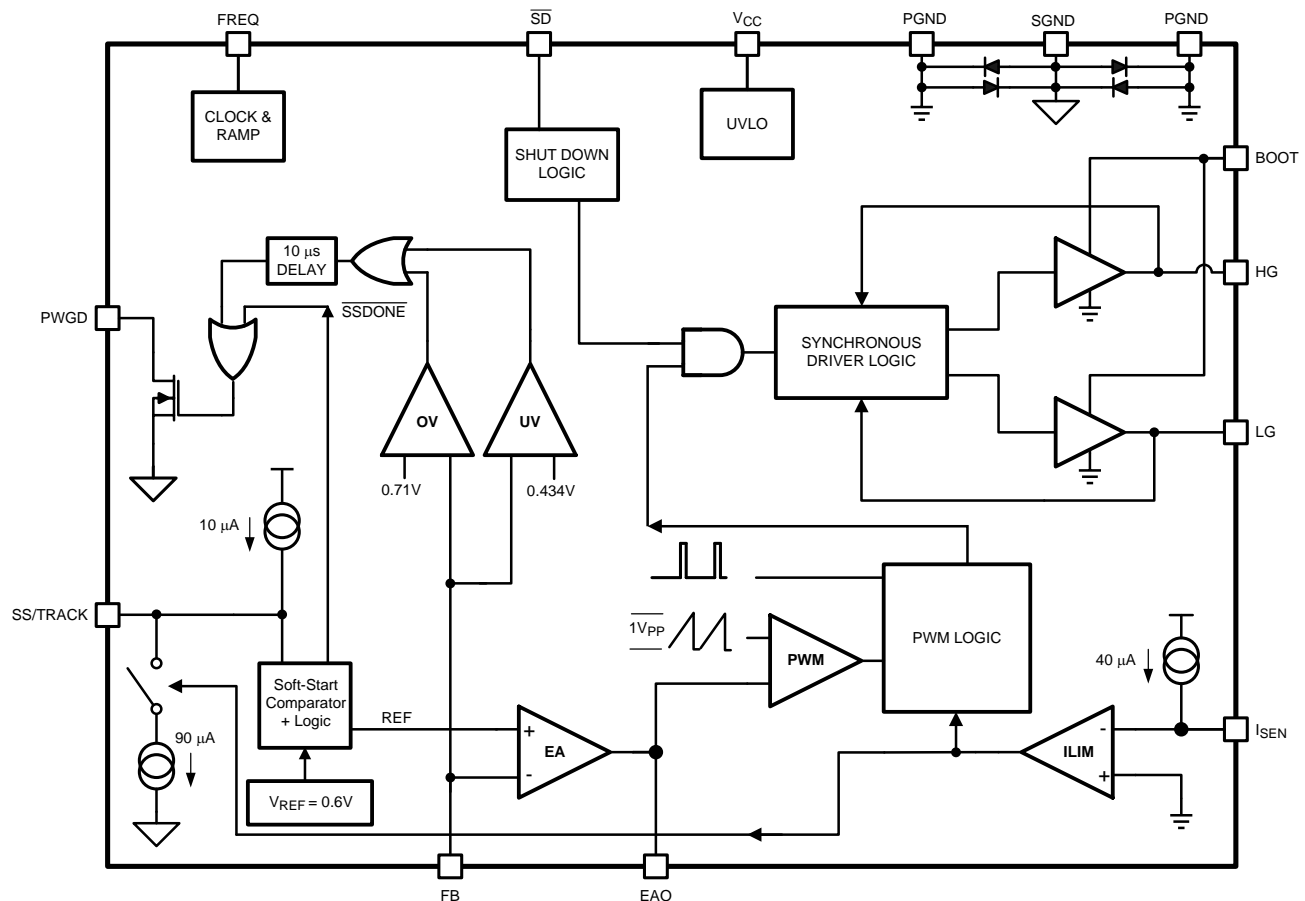 FREQ
SD
VCC
PGND
SGND
PGND
CLOCK &
RAMP
UVLO
SHUT DOWN
LOGIC
BOOT
10 μs
DELAY
HG
SSDONE
PWGD
SYNCHRONOUS
DRIVER LOGIC
OV
UV
LG
0.71V
0.434V
10 μA
SS/TRACK
1VPP
PWM
PWM LOGIC
40 μA
Soft-Start
Comparator
+ Logic
REF
+
EA
-
90 μA
VREF = 0.6V
-
ILIM
+
ISEN
FB
EAO